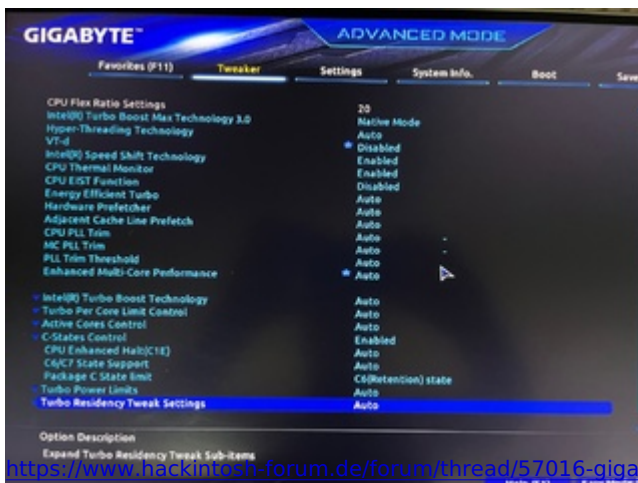 GIGABYTE™
ADVANCED MODE
Favorites (F11) Tweaker Settings System Info. Boot Save
CPU Flex Ratio Settings 20
Intel(R) Turbo Boost Max Technology 3.0 Native Mode
Hyper-Threading Technology Auto
VT-d Disabled
Intel(R) Speed Shift Technology Enabled
CPU Thermal Monitor Enabled
CPU EIST Function Disabled
Energy Efficient Turbo Auto
Hardware Prefetcher Auto
Adjacent Cache Line Prefetch Auto
CPU PLL Trim Auto -
MC PLL Trim Auto -
PLL Trim Threshold Auto
Enhanced Multi-Core Performance Auto
Intel(R) Turbo Boost Technology Auto
Turbo Per Core Limit Control Auto
Active Cores Control Auto
C-States Control Enabled
CPU Enhanced Halt(C1E) Auto
C6/C7 State Support Auto
Package C State limit C6(Retention) state
Turbo Power Limits Auto
Turbo Residency Tweak Settings Auto
Option Description
Expand Turbo Residency Tweak Sub-items
https://www.hackintosh-forum.de/forum/thread/57016-giga